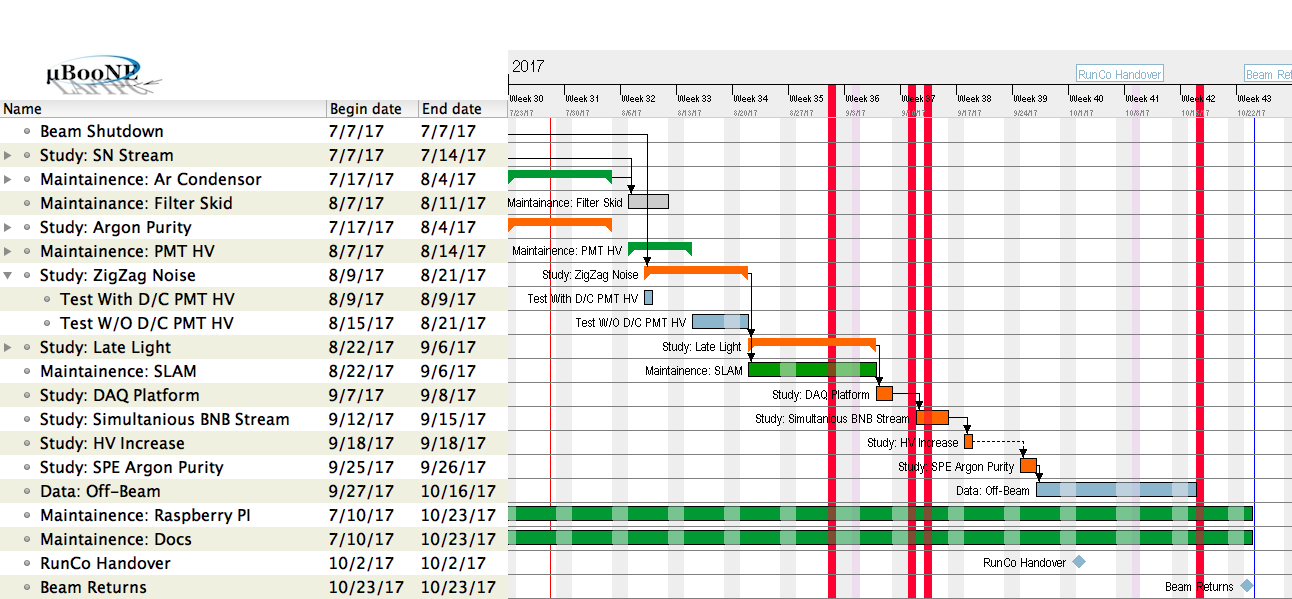 2017
RunCo Handover
Beam Ret
µBooNE
Name Begin date End date
Week 30 Week 31 Week 32 Week 33 Week 34 Week 35 Week 36 Week 37 Week 38 Week 39 Week 40 Week 41 Week 42 Week 43
7/23/17 7/30/17 8/6/17 8/13/17 8/20/17 8/27/17 9/3/17 9/17/17 9/24/17 10/1/17 10/8/17 10/22/17
Beam Shutdown 7/7/17 7/7/17
Study: SN Stream 7/7/17 7/14/17
Maintainence: Ar Condensor 7/17/17 8/4/17
Maintainance: Filter Skid 8/7/17 8/11/17 Maintainance: Filter Skid
Study: Argon Purity 7/17/17 8/4/17
Maintainence: PMT HV 8/7/17 8/14/17 Maintainence: PMT HV
Study: ZigZag Noise 8/9/17 8/21/17 Study: ZigZag Noise
Test With D/C PMT HV 8/9/17 8/9/17 Test With D/C PMT HV
Test W/O D/C PMT HV 8/15/17 8/21/17 Test W/O D/C PMT HV
Study: Late Light 8/22/17 9/6/17 Study: Late Light
Maintainence: SLAM 8/22/17 9/6/17 Maintainence: SLAM
Study: DAQ Platform 9/7/17 9/8/17 Study: DAQ Platform
Study: Simultanious BNB Stream 9/12/17 9/15/17 Study: Simultanious BNB Stream
Study: HV Increase 9/18/17 9/18/17 Study: HV Increase
Study: SPE Argon Purity 9/25/17 9/26/17 Study: SPE Argon Purity
Data: Off-Beam 9/27/17 10/16/17 Data: Off-Beam
Maintainence: Raspberry PI 7/10/17 10/23/17
Maintainence: Docs 7/10/17 10/23/17
RunCo Handover 10/2/17 10/2/17 RunCo Handover
Beam Returns 10/23/17 10/23/17 Beam Returns